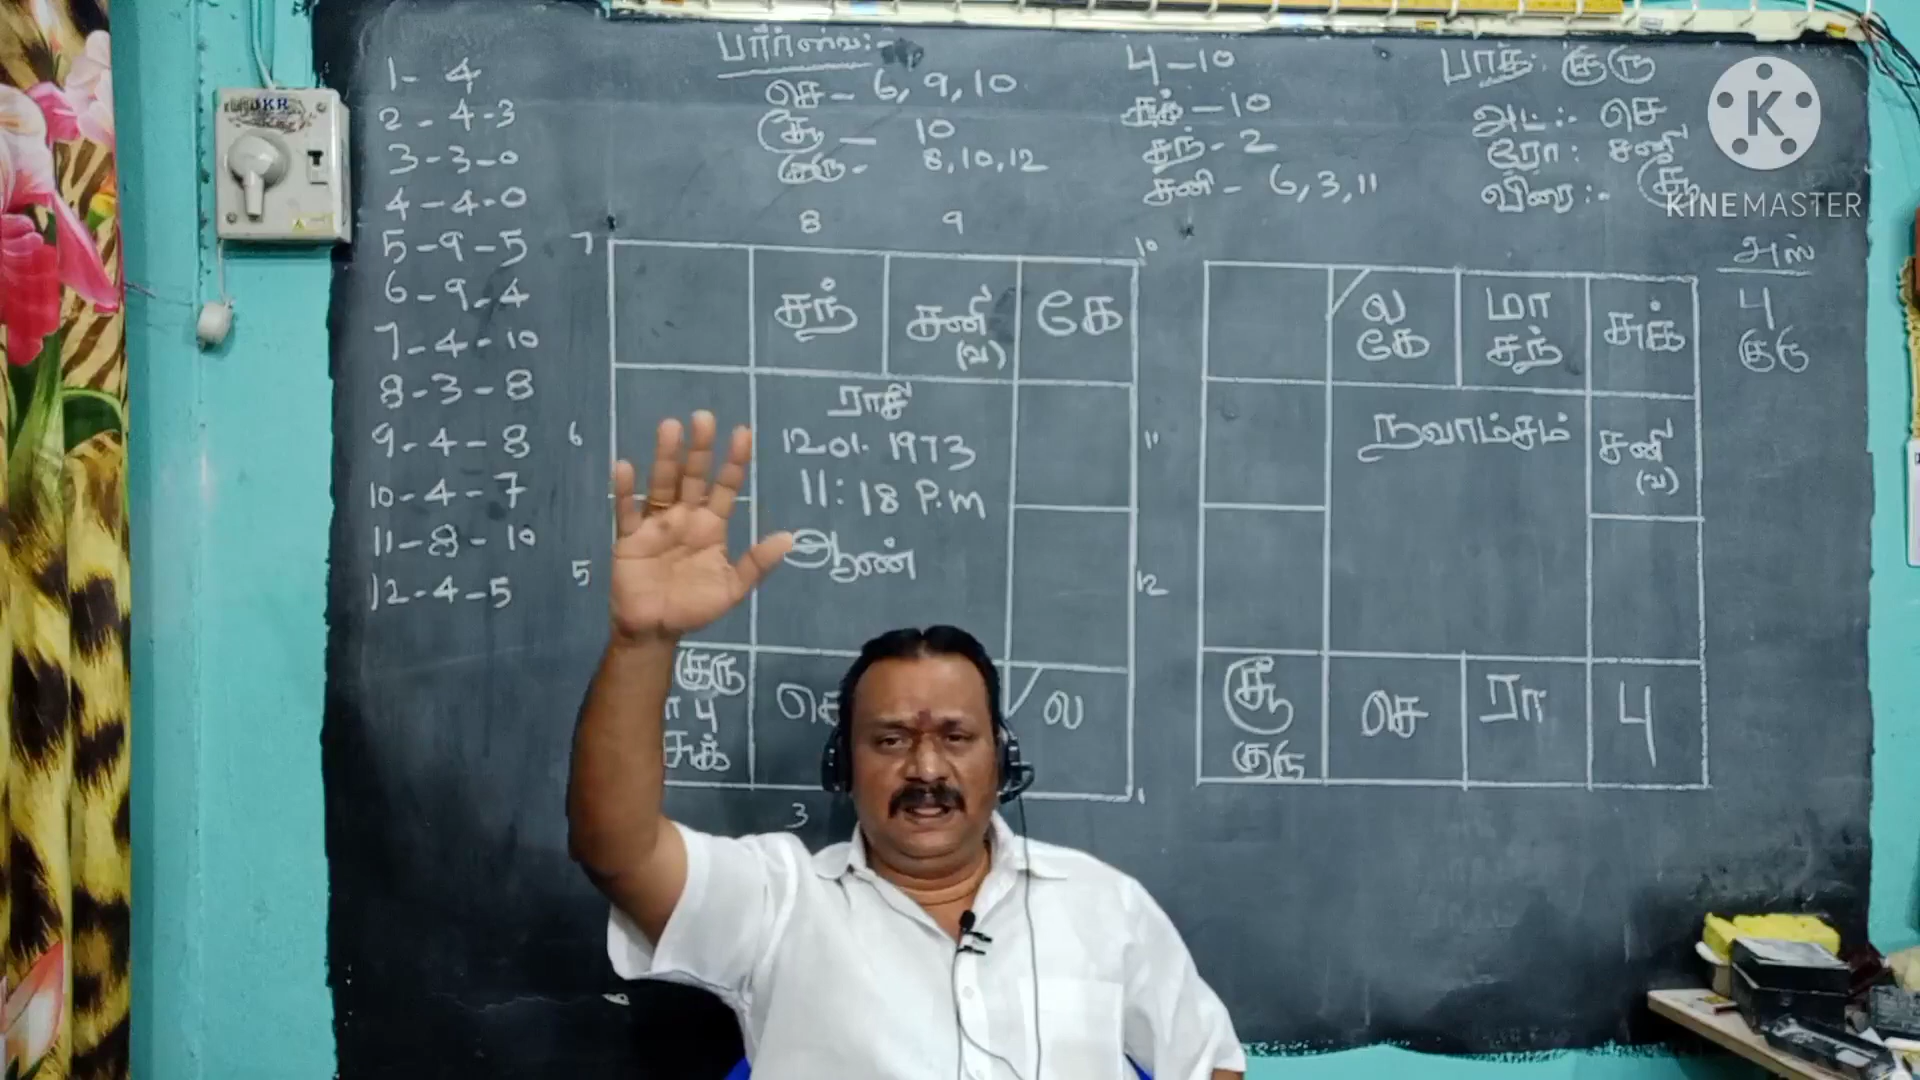 1- 4
2 - 4-3
3-3-0
4-4-0
5-9-5
6-9-4
7-4-10
8-3-8
9-4-8
10-4-7
11-8-10
12-4-5
பார்வை:-
செ- 6, 9, 10
சூ - 10
குரு- 8, 10, 12
பு-10
சுக்-10
சந்- 2
சனி- 6, 3, 11
பாத: குரு
அட்:- செ
ரோ: சனி
விரை:-
K
KINEMASTER
JKR
7 8 9 10
சந் சனி (வ) கே
6 11
ராசி
12.01.1973
11:18 P.m
ஆண்
5 12
குரு
பு
சுக்
செ
ல
3 1
ல
கே
மா
சந்
சுக்
நவாம்சம்
சனி
(வ)
சூ
குரு
செ
ரா
பு
அஸ்
பு
குரு